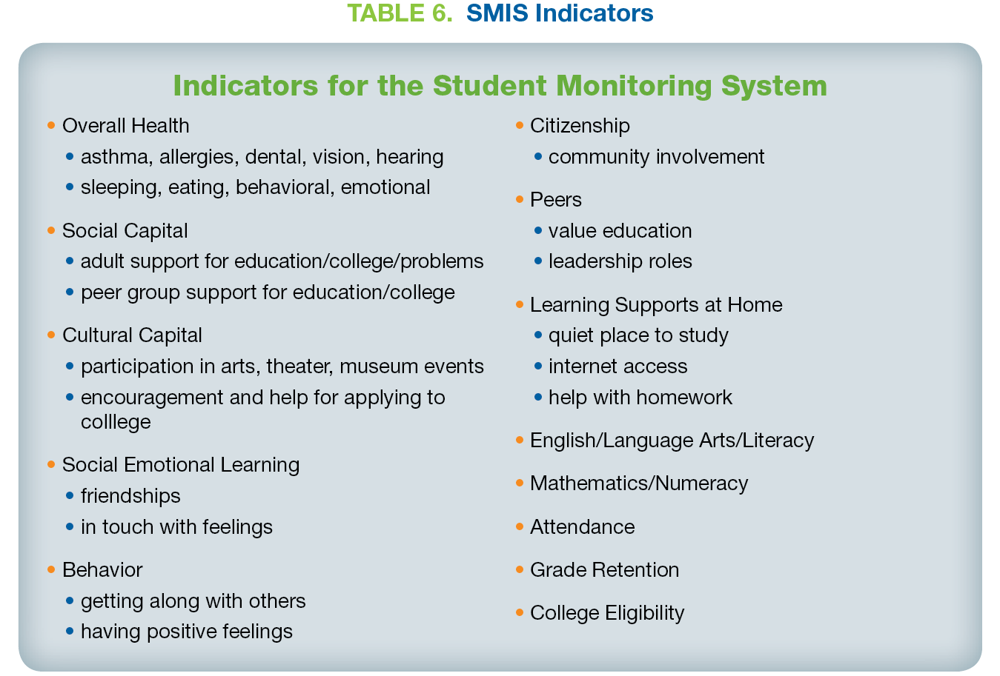 TABLE 6. SMIS Indicators
Indicators for the Student Monitoring System
• Overall Health
• asthma, allergies, dental, vision, hearing
• sleeping, eating, behavioral, emotional
• Social Capital
• adult support for education/college/problems
• peer group support for education/college
• Cultural Capital
• participation in arts, theater, museum events
• encouragement and help for applying to
colllege
• Social Emotional Learning
• friendships
• in touch with feelings
• Behavior
• getting along with others
• having positive feelings
• Citizenship
• community involvement
• Peers
• value education
• leadership roles
• Learning Supports at Home
• quiet place to study
• internet access
• help with homework
• English/Language Arts/Literacy
• Mathematics/Numeracy
• Attendance
• Grade Retention
• College Eligibility